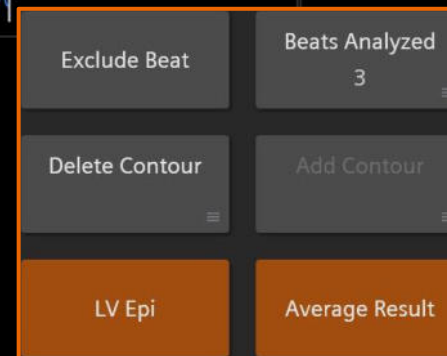 Exclude Beat
Beats Analyzed
3
Delete Contour
Add Contour
LV Epi
Average Result